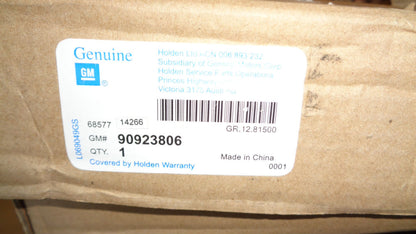 Genuine
GM
Holden Ltd ACN 006 893 232
Subsidiary of General Motors Corp.
Holden Service Parts Operations
Princes Highway
Victoria Australia
GR.12.81500
68577 14266
GM# 90923806
QTY. 1
Covered by Holden Warranty
Made in China
0001
L069049GS